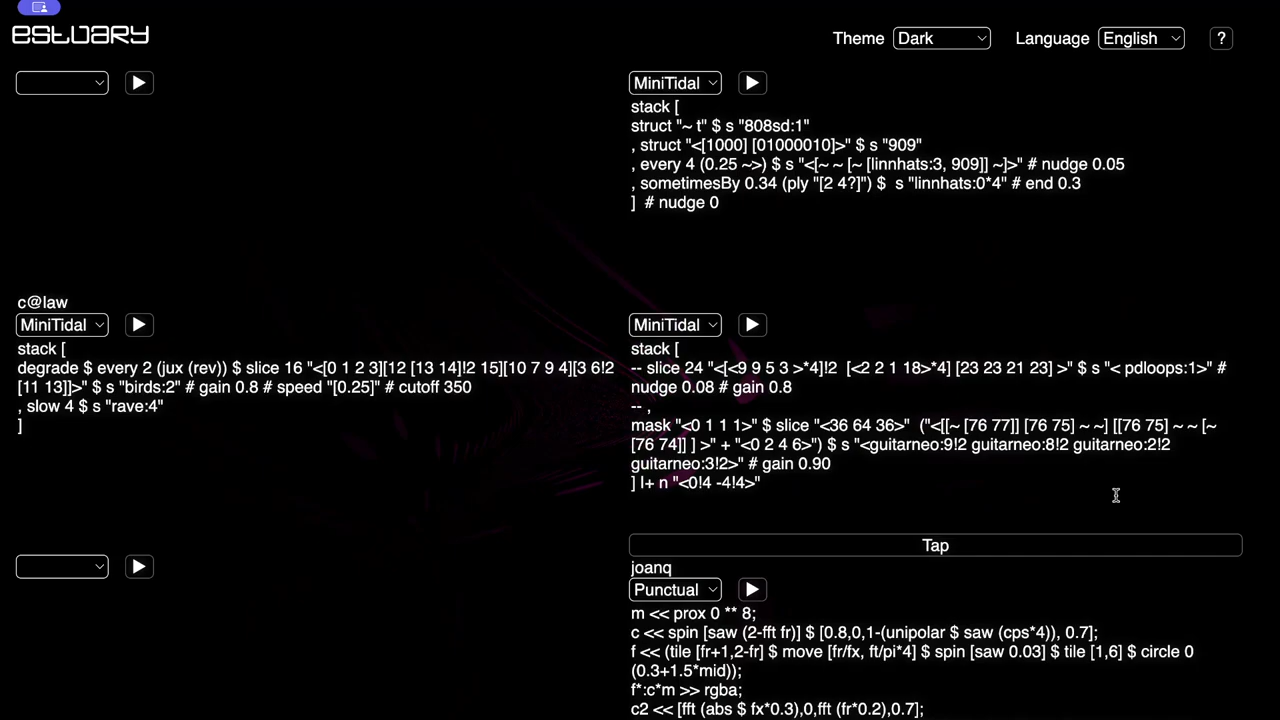 estuary
Theme Dark Language English ?
MiniTidal
stack [
struct "~ t" $ s "808sd:1"
, struct "<[1000] [01000010]>" $ s "909"
, every 4 (0.25 ~>) $ s "<[~ ~ [~ [linnhats:3, 909]] ~]>" # nudge 0.05
, sometimesBy 0.34 (ply "[2 4?]") $  s "linnhats:0*4" # end 0.3
]  # nudge 0
c@law
MiniTidal
stack [
degrade $ every 2 (jux (rev)) $ slice 16 "<[0 1 2 3][12 [13 14]!2 15][10 7 9 4][3 6!2
[11 13]]>" $ s "birds:2" # gain 0.8 # speed "[0.25]" # cutoff 350
, slow 4 $ s "rave:4"
]
MiniTidal
stack [
-- slice 24 "<[<9 9 5 3 >*4]!2  [<2 2 1 18>*4] [23 23 21 23] >" $ s "< pdloops:1>" #
nudge 0.08 # gain 0.8
-- ,
mask "<0 1 1 1>" $ slice "<36 64 36>"  ("<[[~ [76 77]] [76 75] ~ ~] [[76 75] ~ ~ [~
[76 74]] ] >" + "<0 2 4 6>") $ s "<guitarneo:9!2 guitarneo:8!2 guitarneo:2!2
guitarneo:3!2>" # gain 0.90
] |+ n "<0!4 -4!4>"
Tap
joanq
Punctual
m << prox 0 ** 8;
c << spin [saw (2-fft fr)] $ [0.8,0,1-(unipolar $ saw (cps*4)), 0.7];
f << (tile [fr+1,2-fr] $ move [fr/fx, ft/pi*4] $ spin [saw 0.03] $ tile [1,6] $ circle 0
(0.3+1.5*mid));
f*:c*m >> rgba;
c2 << [fft (abs $ fx*0.3),0,fft (fr*0.2),0.7];